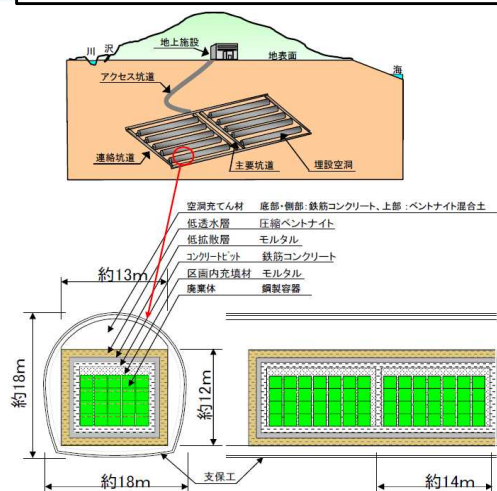 川 沢
地上施設
地表面
海
アクセス坑道
連絡坑道
主要坑道
埋設空洞
空洞充てん材 底部・側部:鉄筋コンクリート、上部:ベントナイト混合土
低透水層 圧縮ベントナイト
低拡散層 モルタル
コンクリートピット 鉄筋コンクリート
区画内充填材 モルタル
廃棄体 鋼製容器
約13m
約18m
約12m
約18m
支保工
約14m